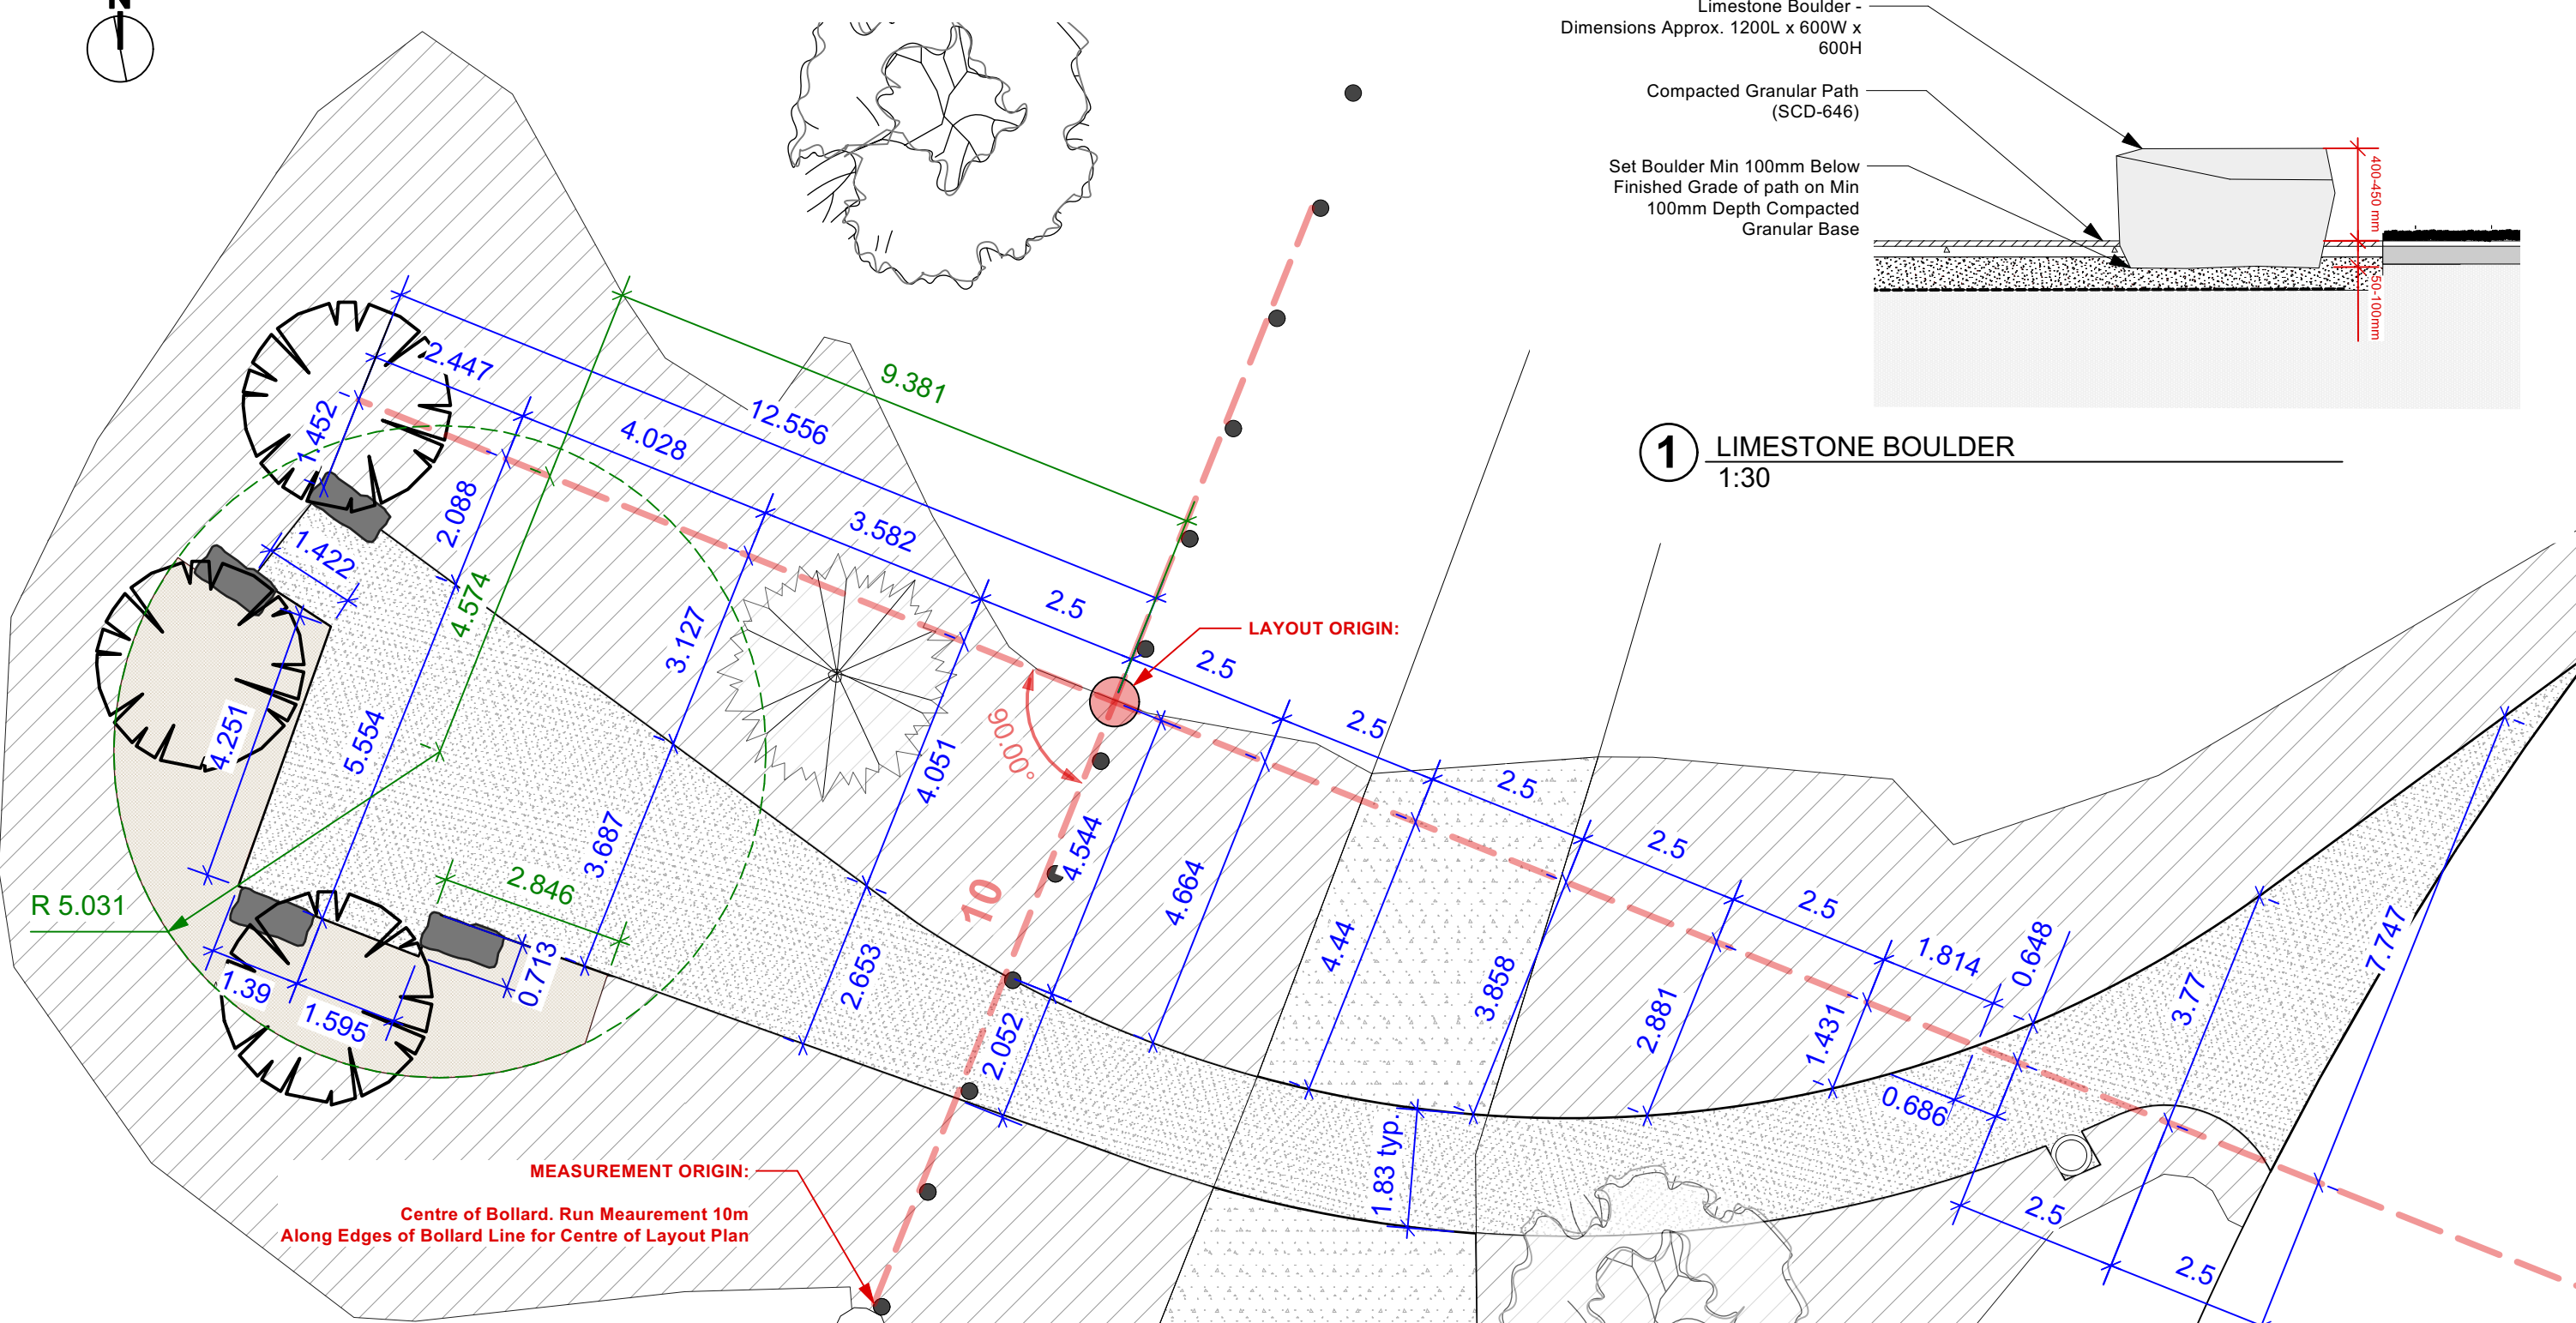 N
Limestone Boulder -
Dimensions Approx. 1200L x 600W x
600H
Compacted Granular Path
(SCD-646)
Set Boulder Min 100mm Below
Finished Grade of path on Min
100mm Depth Compacted
Granular Base
400-450 mm
50-100mm
1 LIMESTONE BOULDER
1:30
2.447
9.381
12.556
4.028
1.452
2.088
3.582
1.422
4.574
2.5
3.127
LAYOUT ORIGIN:
2.5
2.5
90.00°
4.251
5.554
4.051
2.5
3.687
4.544
2.5
4.664
2.5
2.846
10
R 5.031
4.44
1.814
0.648
7.747
0.713
2.653
3.858
2.881
1.431
3.77
1.39
1.595
2.052
0.686
1.83 typ.
2.5
2.5
MEASUREMENT ORIGIN:
Centre of Bollard. Run Meaurement 10m
Along Edges of Bollard Line for Centre of Layout Plan